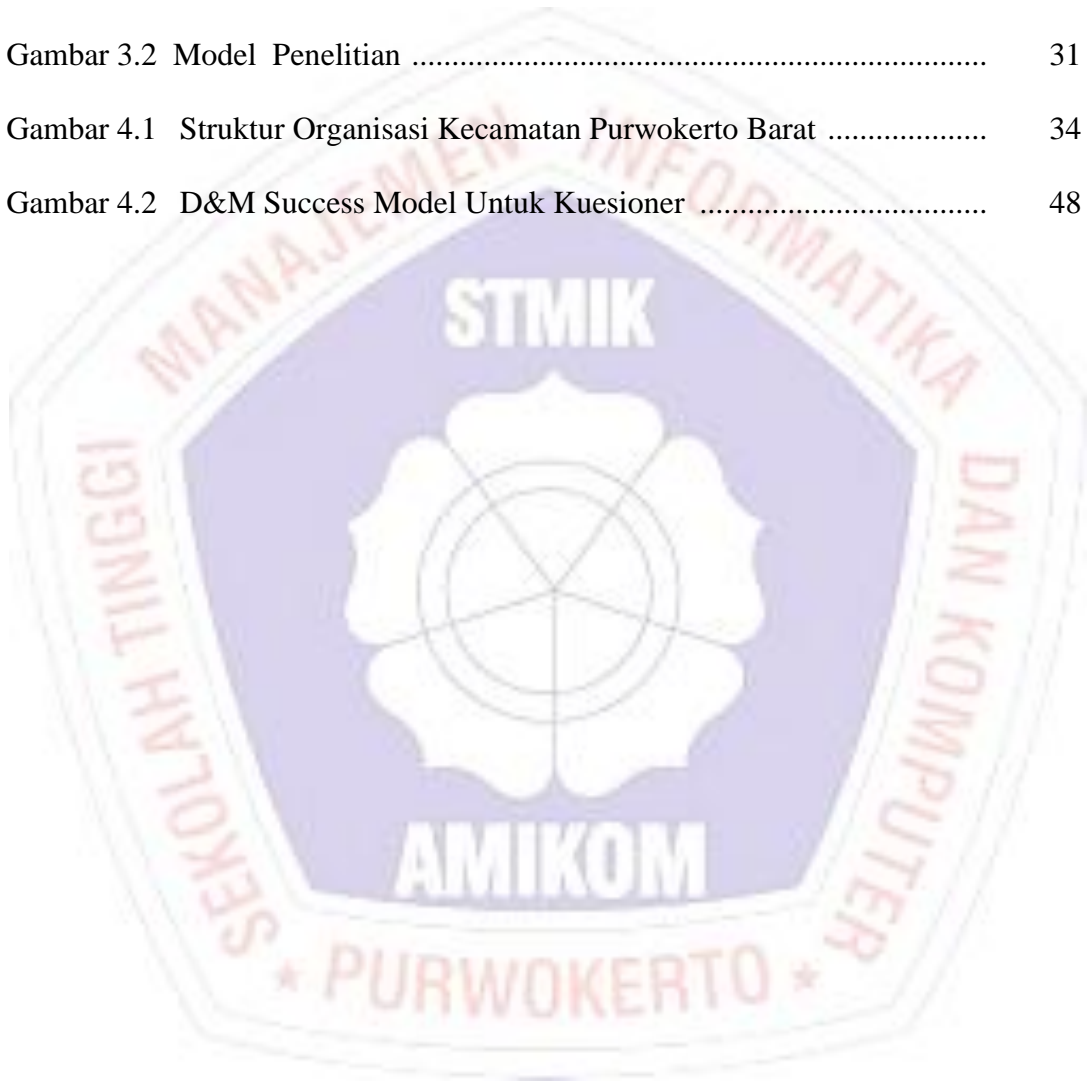 Gambar 3.2 Model Penelitian ................................................................... 31
Gambar 4.1 Struktur Organisasi Kecamatan Purwokerto Barat ................... 34
Gambar 4.2 D&M Success Model Untuk Kuesioner .................................. 48
SEKOLAH TINGGI MANAJEMEN INFORMATIKA DAN KOMPUTER
STMIK
AMIKOM
* PURWOKERTO *